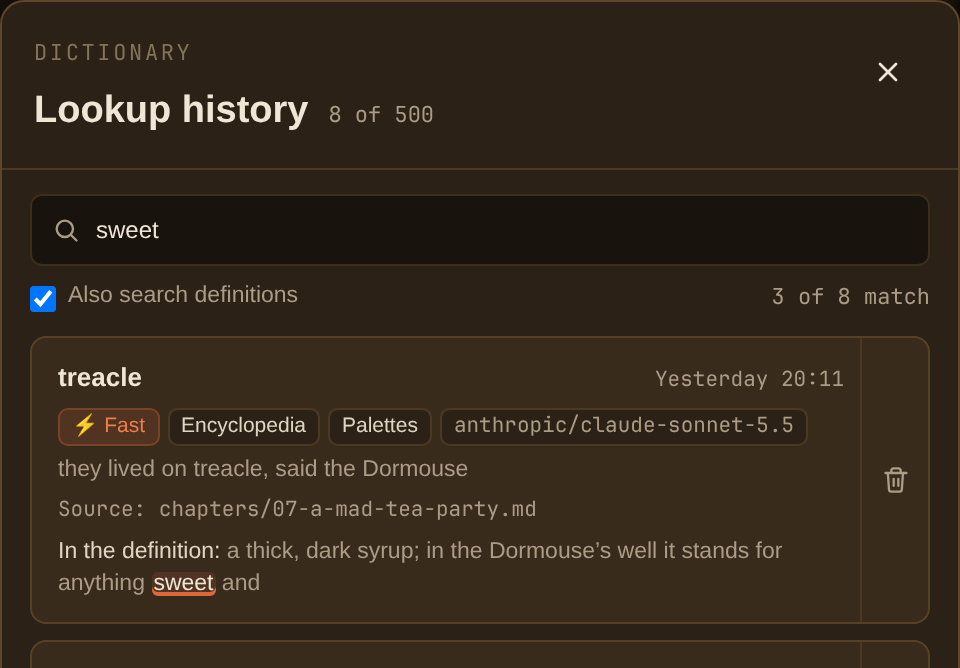 DICTIONARY
Lookup history 8 of 500
sweet
Also search definitions 3 of 8 match
treacle Yesterday 20:11
⚡ Fast Encyclopedia Palettes anthropic/claude-sonnet-5.5
they lived on treacle, said the Dormouse
Source: chapters/07-a-mad-tea-party.md
In the definition: a thick, dark syrup; in the Dormouse’s well it stands for
anything sweet and